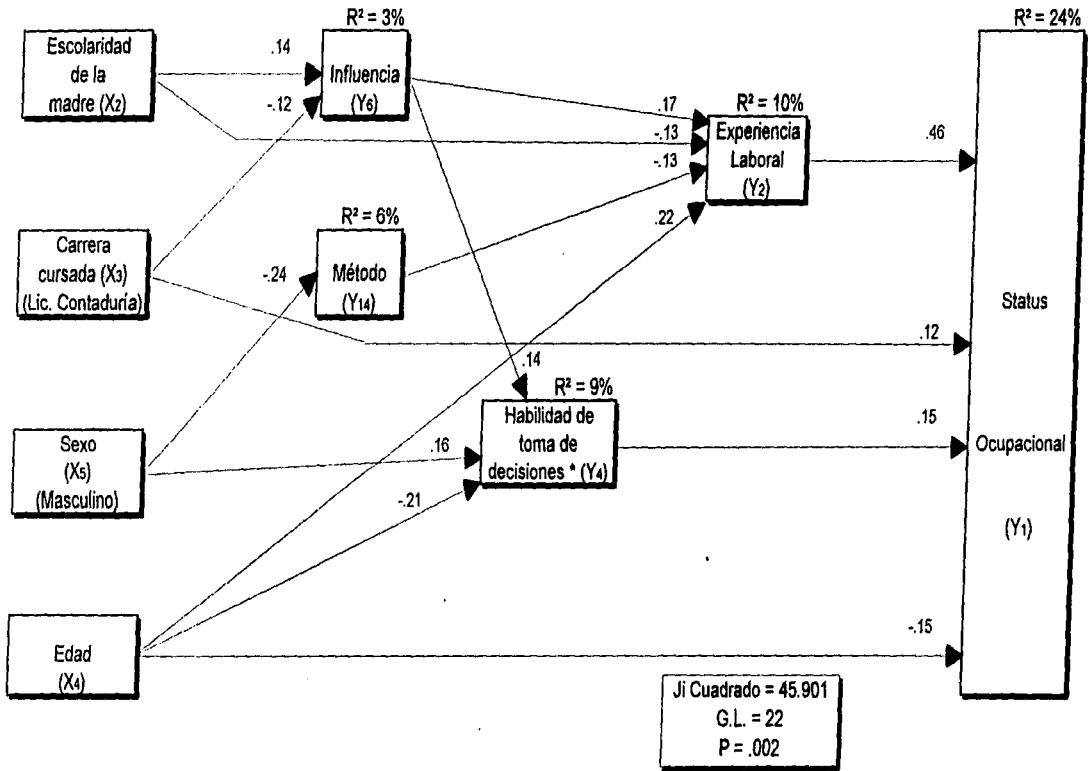 R² = 3%
R² = 24%
Escolaridad
de la
madre (X2)
.14
-.12
Influencia
(Y6)
.17
-.13
-.13
.22
R² = 10%
Experiencia
Laboral
(Y2)
.46
Carrera
cursada (X3)
(Lic. Contaduría)
-.24
R² = 6%
Método
(Y14)
Status
Ocupacional
(Y1)
.12
.14
R² = 9%
Habilidad de
toma de
decisiones * (Y4)
.15
Sexo
(X5)
(Masculino)
.16
-.21
Edad
(X4)
-.15
Ji Cuadrado = 45.901
G.L. = 22
P = .002